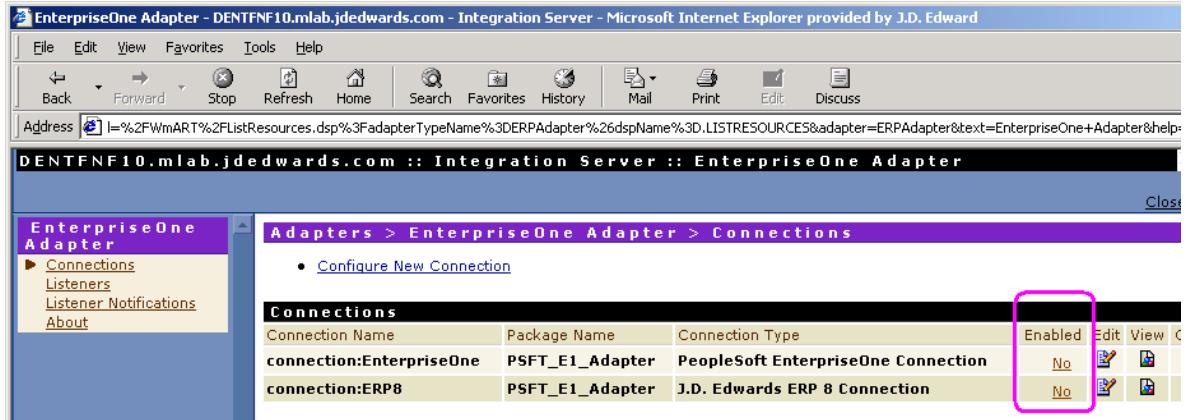 EnterpriseOne Adapter - DENTFNF10.mlab.jdedwards.com - Integration Server - Microsoft Internet Explorer provided by J.D. Edward
File Edit View Favorites Tools Help
Back Forward Stop Refresh Home Search Favorites History Mail Print Edit Discuss
Address l=%2FWmART%2FListResources.dsp%3FadapterTypeName%3DERPAdapter%26dspName%3D.LISTRESOURCES&adapter=ERPAdapter&text=EnterpriseOne+Adapter&help=
DENTFNF10.mlab.jdedwards.com :: Integration Server :: EnterpriseOne Adapter
Close
EnterpriseOne
Adapter
Connections
Listeners
Listener Notifications
About
Adapters > EnterpriseOne Adapter > Connections
• Configure New Connection
Connections
Connection Name Package Name Connection Type Enabled Edit View C
connection:EnterpriseOne PSFT_E1_Adapter PeopleSoft EnterpriseOne Connection No
connection:ERP8 PSFT_E1_Adapter J.D. Edwards ERP 8 Connection No